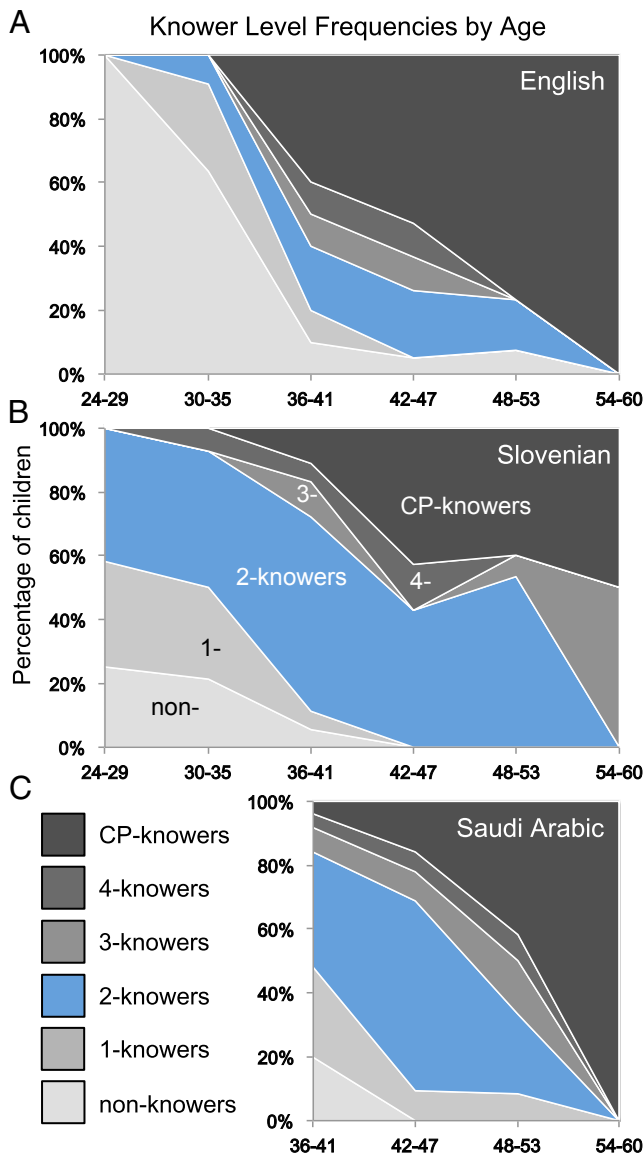 A
Knower Level Frequencies by Age
100%
English
80%
60%
40%
20%
0%
24-29 30-35 36-41 42-47 48-53 54-60
B
Percentage of children
100%
Slovenian
3-
CP-knowers
80%
60%
2-knowers
4-
40%
1-
20%
non-
0%
24-29 30-35 36-41 42-47 48-53 54-60
C
100%
Saudi Arabic
80%
60%
40%
20%
0%
36-41 42-47 48-53 54-60
CP-knowers
4-knowers
3-knowers
2-knowers
1-knowers
non-knowers